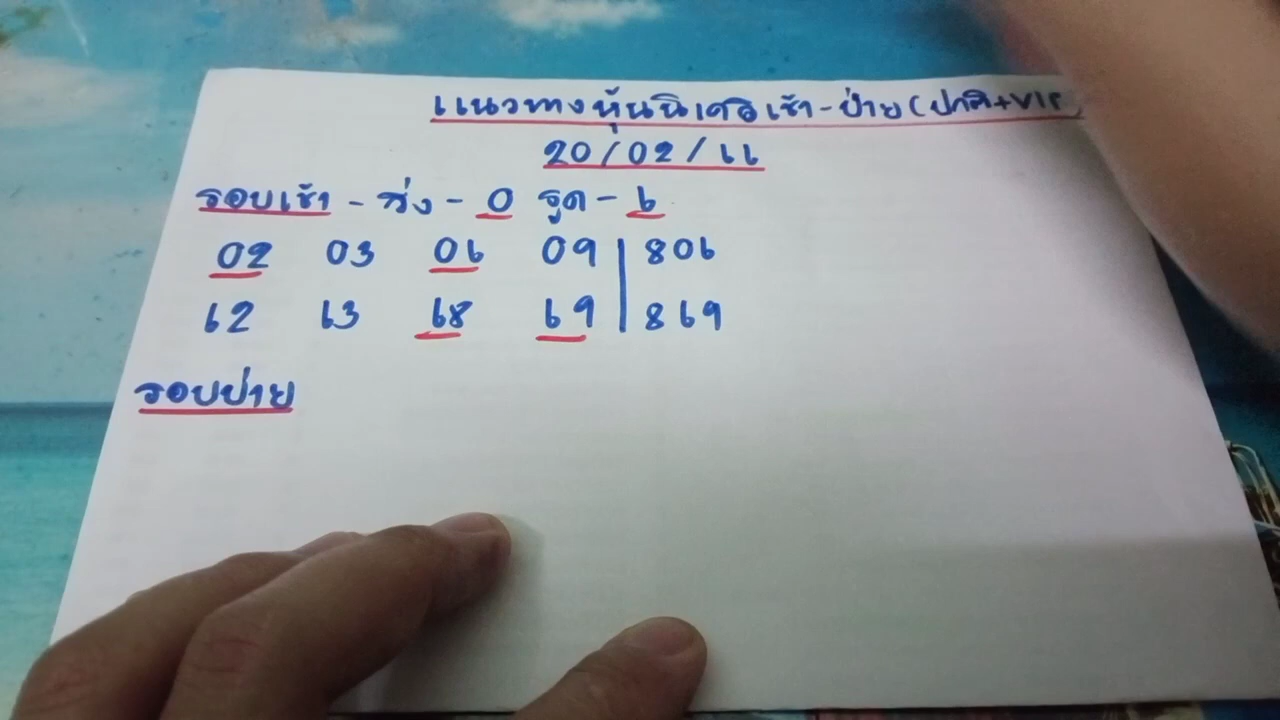 แนวทางหุ้นนิเคอิเช้า-บ่าย(ปกติ+VIP)
20/02/66
รอบเช้า - วิ่ง - 0 รูด - 6
02 03 06 09 | 806
62 63 68 69 | 869
รอบบ่าย